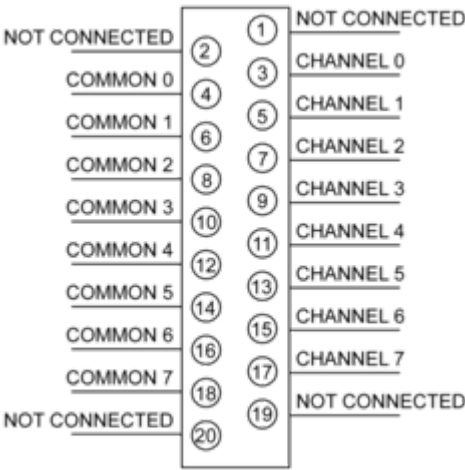 NOT CONNECTED
1
NOT CONNECTED
2
CHANNEL 0
3
COMMON 0
4
CHANNEL 1
5
COMMON 1
6
CHANNEL 2
7
COMMON 2
8
CHANNEL 3
9
COMMON 3
10
CHANNEL 4
11
COMMON 4
12
CHANNEL 5
13
COMMON 5
14
CHANNEL 6
15
COMMON 6
16
CHANNEL 7
17
COMMON 7
18
NOT CONNECTED
19
NOT CONNECTED
20